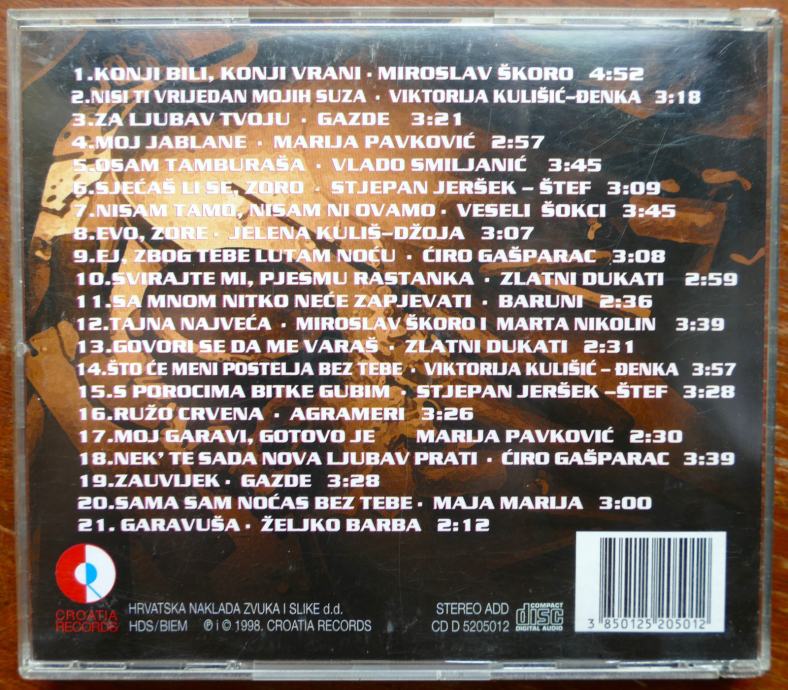 1.KONJI BILI, KONJI VRANI · MIROSLAV ŠKORO 4:52
2.NISI TI VRIJEDAN MOJIH SUZA · VIKTORIJA KULIŠIĆ-ĐENKA 3:18
3.ZA LJUBAV TVOJU · GAZDE 3:21
4.MOJ JABLANE · MARIJA PAVKOVIĆ 2:57
5.OSAM TAMBURAŠA · VLADO SMILJANIĆ 3:45
6.SJEĆAŠ LI SE, ZORO · STJEPAN JERŠEK - ŠTEF 3:09
7.NISAM TAMO, NISAM NI OVAMO · VESELI ŠOKCI 3:45
8.EVO, ZORE · JELENA KULIŠ-DŽOJA 3:07
9.EJ, ZBOG TEBE LUTAM NOĆU · ĆIRO GAŠPARAC 3:08
10.SVIRAJTE MI, PJESMU RASTANKA · ZLATNI DUKATI 2:59
11.SA MNOM NITKO NEĆE ZAPJEVATI · BARUNI 2:36
12.TAJNA NAJVEĆA · MIROSLAV ŠKORO I MARTA NIKOLIN 3:39
13.GOVORI SE DA ME VARAŠ · ZLATNI DUKATI 2:31
14.ŠTO ĆE MENI POSTELJA BEZ TEBE · VIKTORIJA KULIŠIĆ - ĐENKA 3:57
15.S POROCIMA BITKE GUBIM · STJEPAN JERŠEK -ŠTEF 3:28
16.RUŽO CRVENA · AGRAMERI 3:26
17.MOJ GARAVI, GOTOVO JE MARIJA PAVKOVIĆ 2:30
18.NEK' TE SADA NOVA LJUBAV PRATI · ĆIRO GAŠPARAC 3:39
19.ZAUVIJEK · GAZDE 3:28
20.SAMA SAM NOĆAS BEZ TEBE · MAJA MARIJA 3:00
21. GARAVUŠA · ŽELJKO BARBA 2:12
CROATIA RECORDS
HRVATSKA NAKLADA ZVUKA I SLIKE d.d.
HDS/BIEM ℗ i © 1998. CROATIA RECORDS
STEREO ADD
CD D 5205012
COMPACT disc DIGITAL AUDIO
3 850125 205012